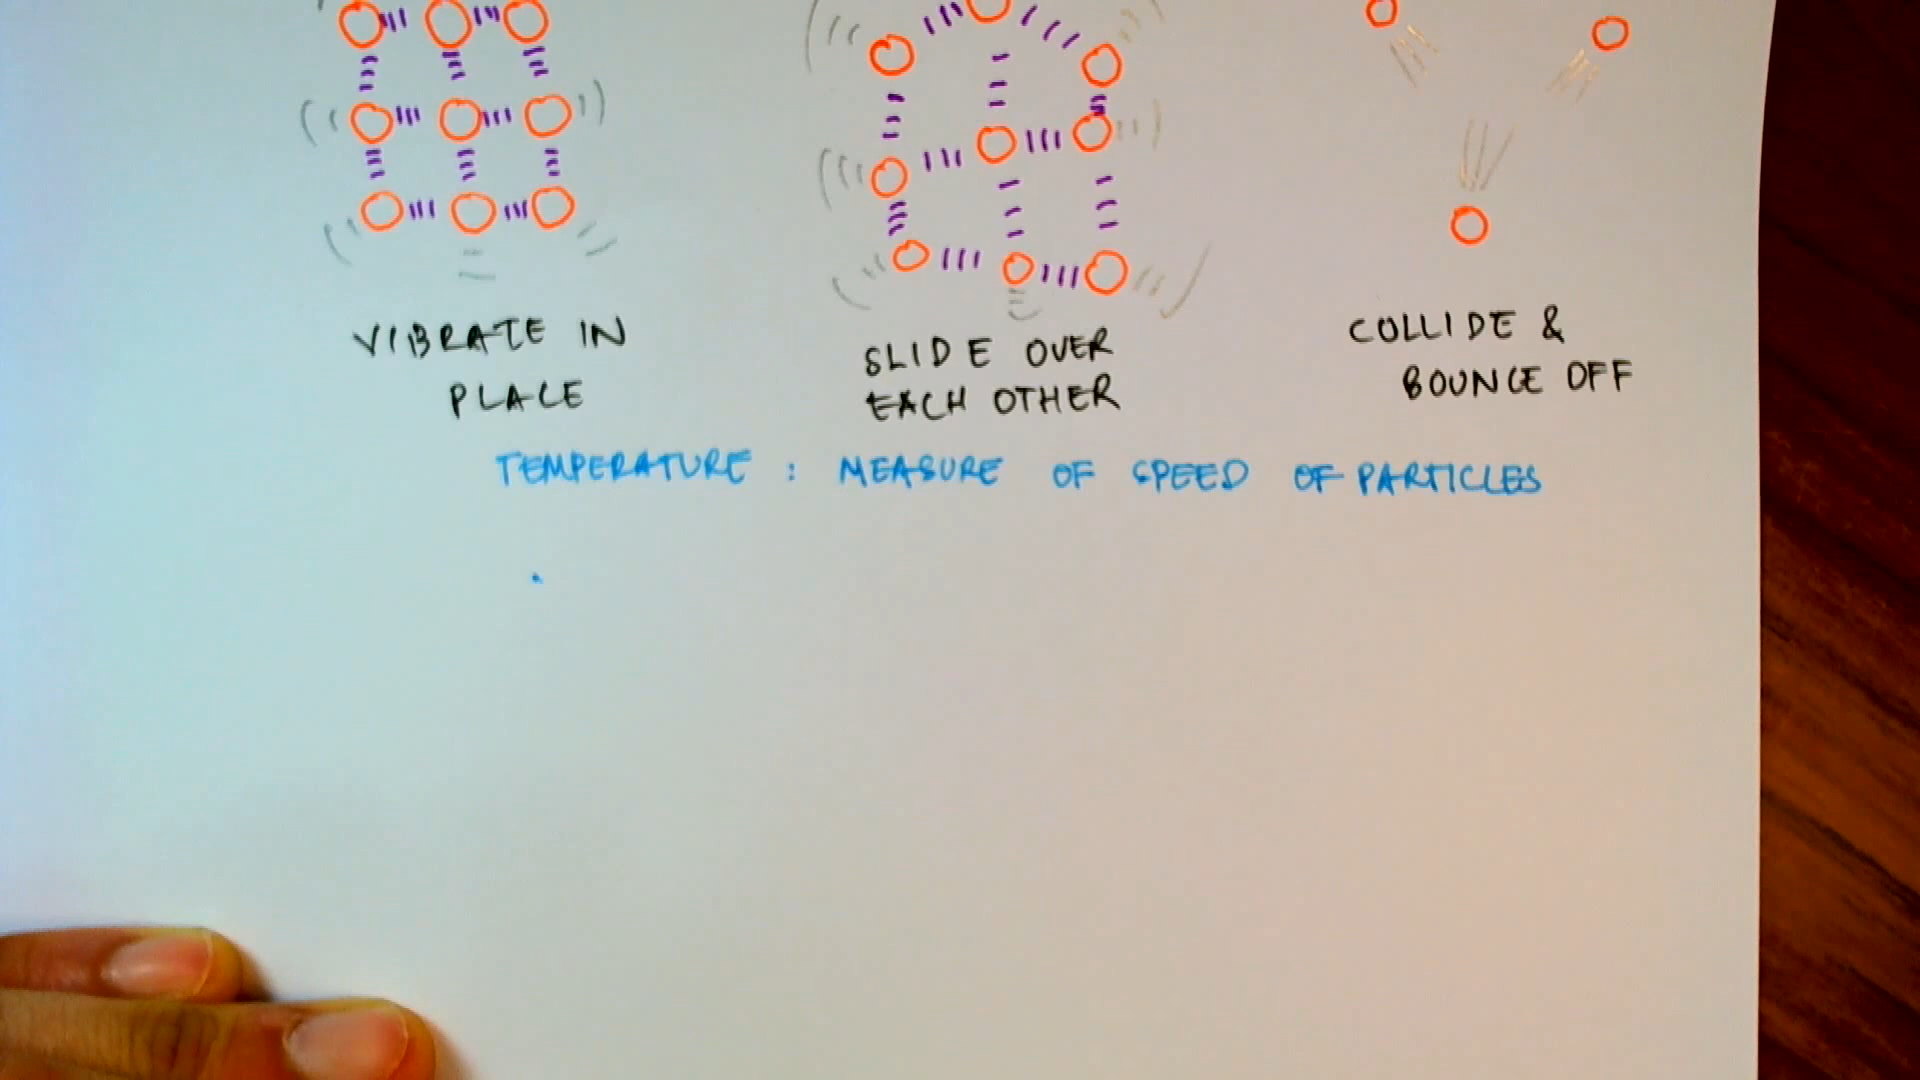 VIBRATE IN
PLACE
SLIDE OVER
EACH OTHER
COLLIDE &
BOUNCE OFF
TEMPERATURE : MEASURE OF SPEED OF PARTICLES